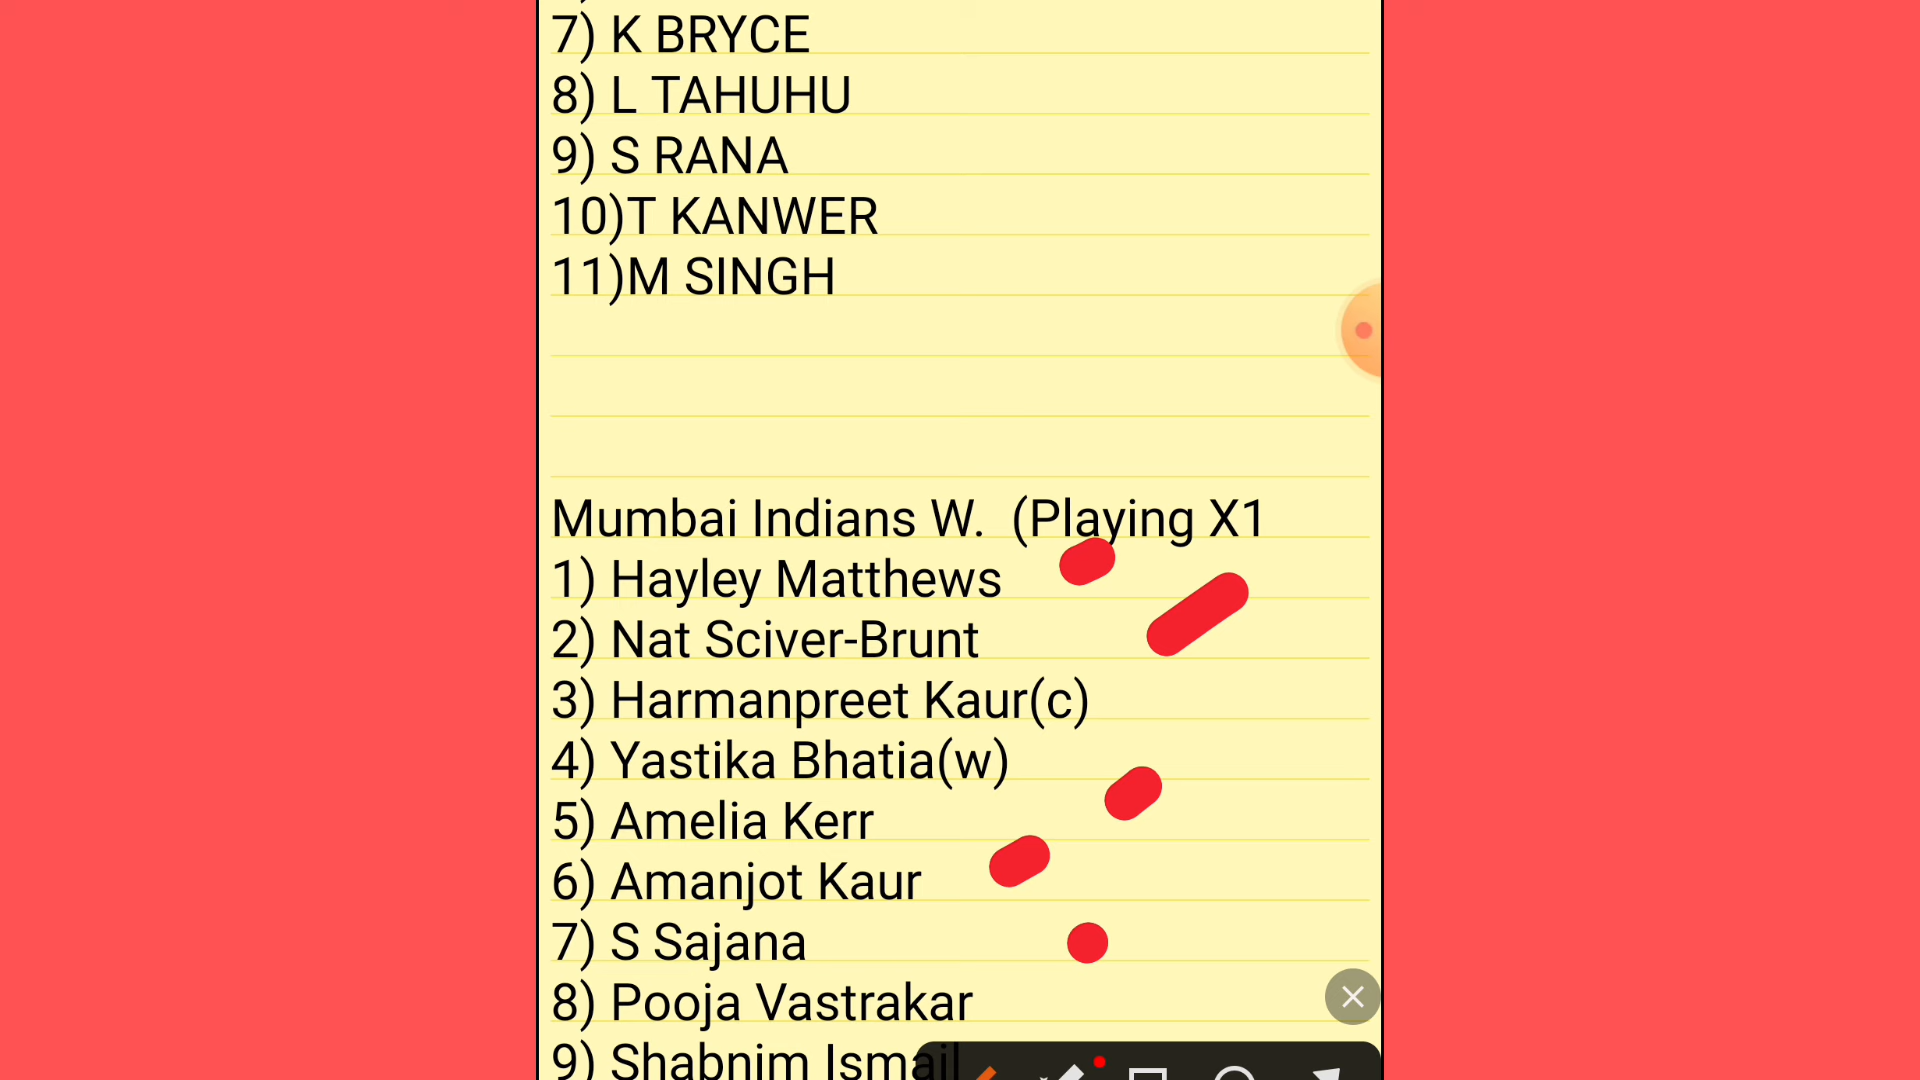 7) K BRYCE
8) L TAHUHU
9) S RANA
10)T KANWER
11)M SINGH
Mumbai Indians W.  (Playing X1
1) Hayley Matthews
2) Nat Sciver-Brunt
3) Harmanpreet Kaur(c)
4) Yastika Bhatia(w)
5) Amelia Kerr
6) Amanjot Kaur
7) S Sajana
8) Pooja Vastrakar
9) Shabnim Ismail